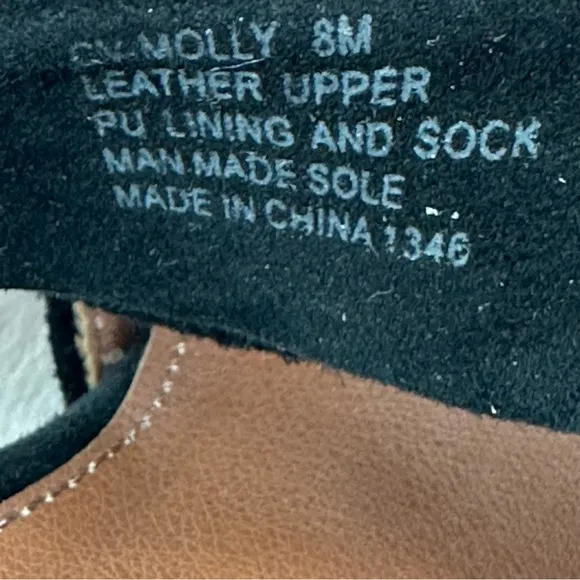 MOLLY 8M
LEATHER UPPER
PU LINING AND SOCK
MAN MADE SOLE
MADE IN CHINA 1346